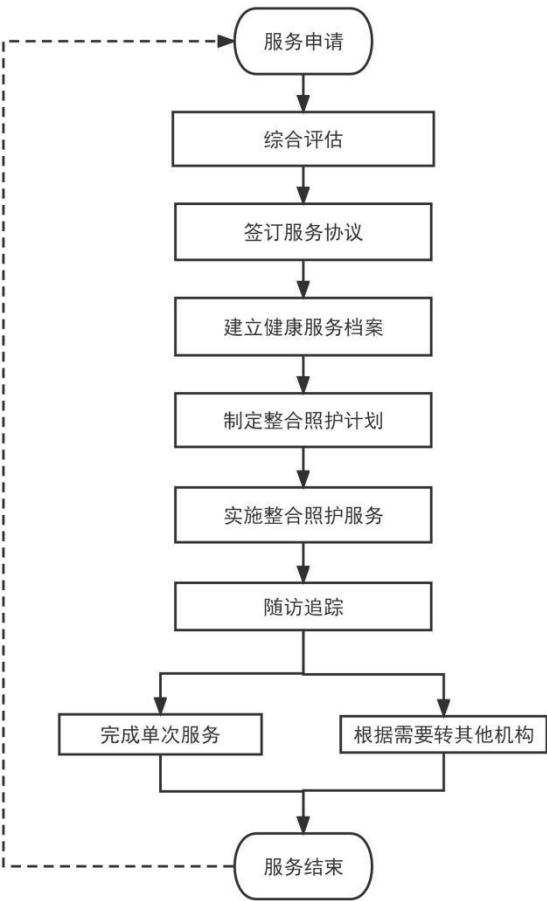 服务申请
综合评估
签订服务协议
建立健康服务档案
制定整合照护计划
实施整合照护服务
随访追踪
完成单次服务
根据需要转其他机构
服务结束